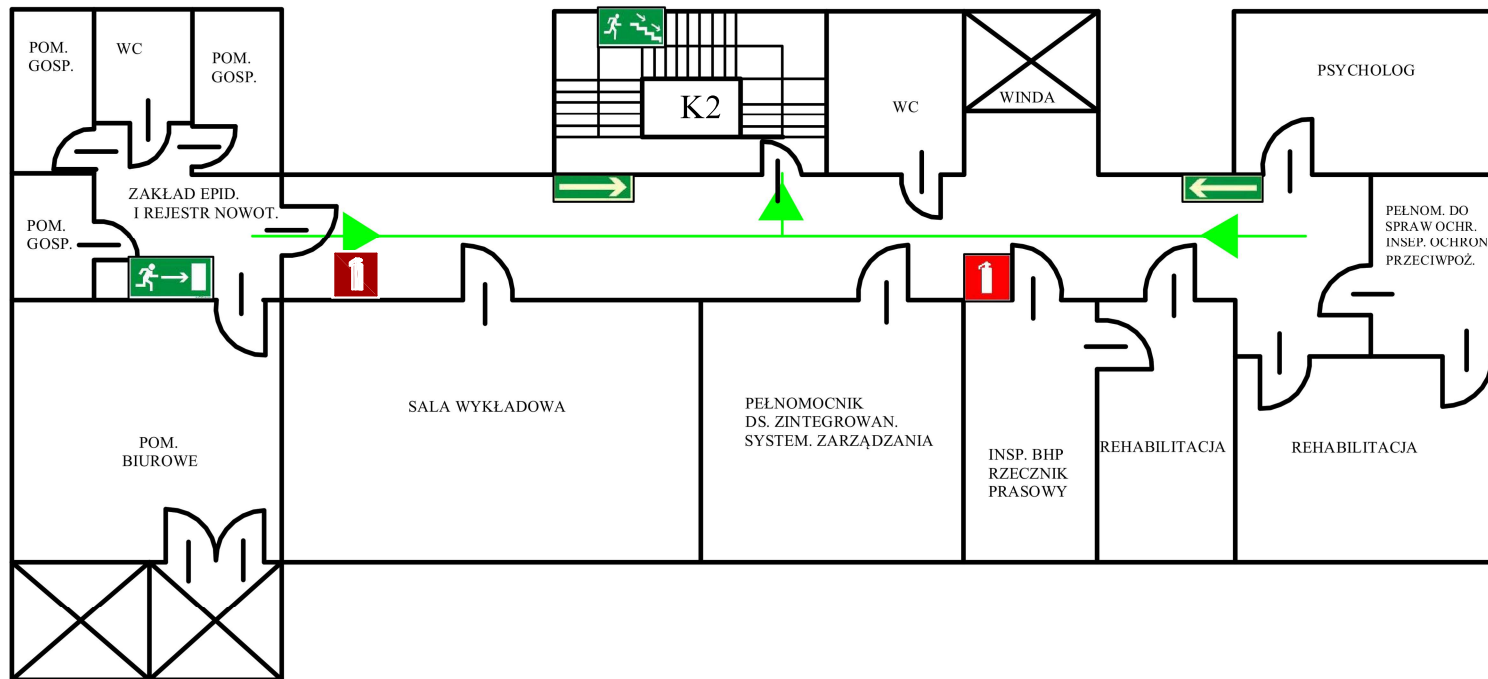 POM.
GOSP.
WC
POM.
GOSP.
K2
WC
WINDA
PSYCHOLOG
ZAKŁAD EPID.
I REJESTR NOWOT.
POM.
GOSP.
PEŁNOM. DO
SPRAW OCHR.
INSEP. OCHRON
PRZECIWPOŻ.
SALA WYKŁADOWA
PEŁNOMOCNIK
DS. ZINTEGROWAN.
SYSTEM. ZARZĄDZANIA
POM.
BIUROWE
INSP. BHP
RZECZNIK
PRASOWY
REHABILITACJA
REHABILITACJA